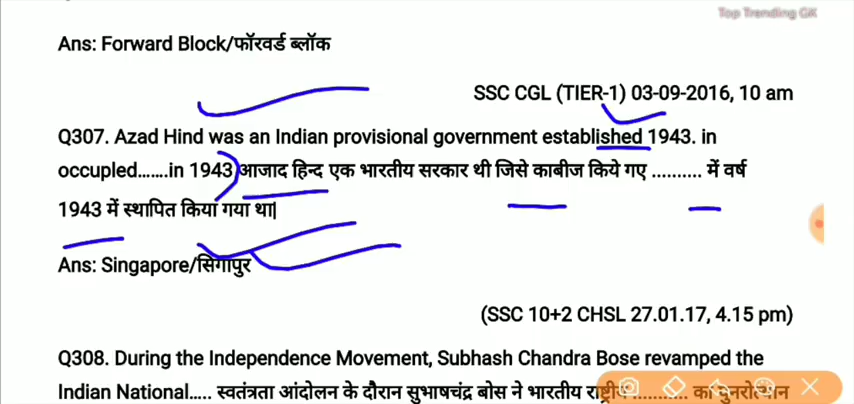 Top Trending GK
Ans: Forward Block/फॉरवर्ड ब्लॉक
SSC CGL (TIER-1) 03-09-2016, 10 am
Q307. Azad Hind was an Indian provisional government established 1943. in
occupied.......in 1943 आजाद हिन्द एक भारतीय सरकार थी जिसे काबीज किये गए .......... में वर्ष
1943 में स्थापित किया गया था|
Ans: Singapore/सिंगापुर
(SSC 10+2 CHSL 27.01.17, 4.15 pm)
Q308. During the Independence Movement, Subhash Chandra Bose revamped the
Indian National..... स्वतंत्रता आंदोलन के दौरान सुभाषचंद्र बोस ने भारतीय .......... का